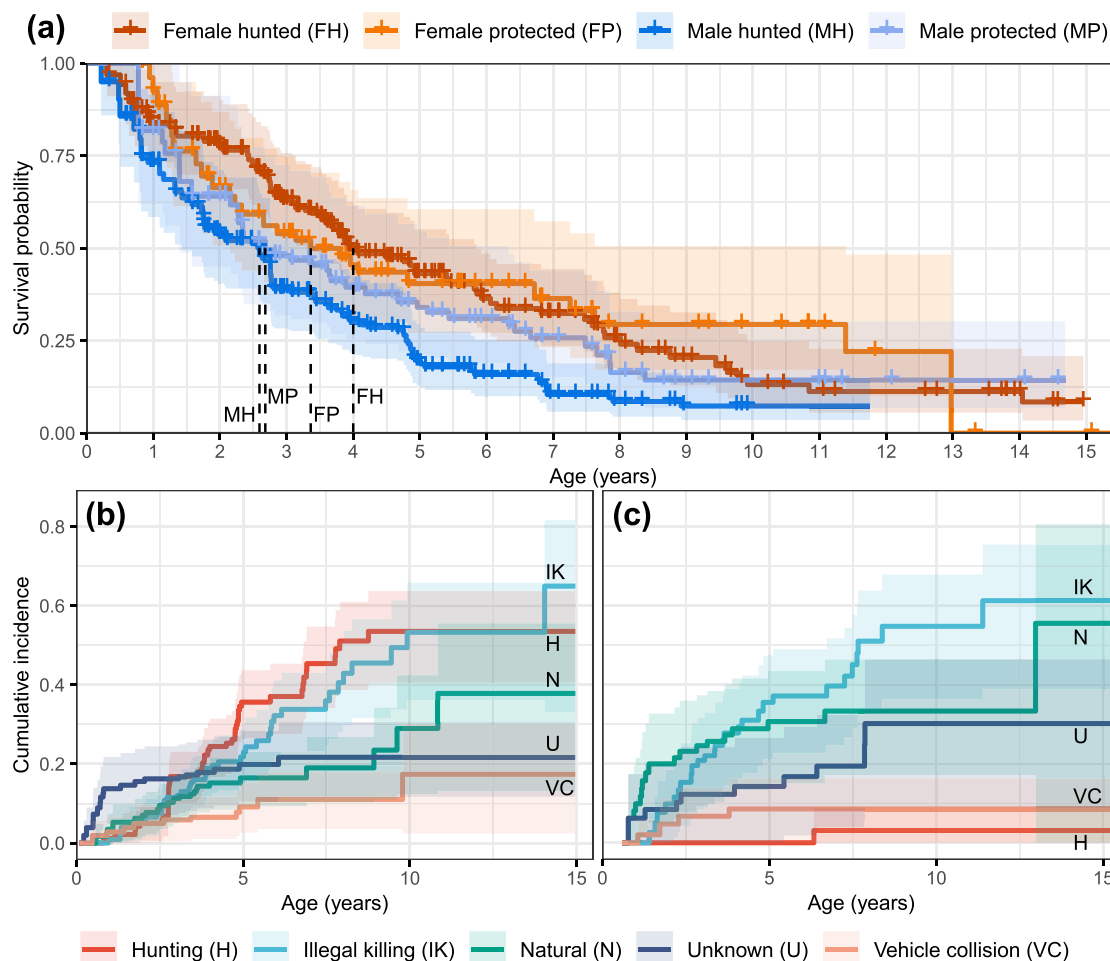 (a)
Female hunted (FH) Female protected (FP) Male hunted (MH) Male protected (MP)
Survival probability
1.00
0.75
0.50
0.25
0.00
MH
MP
FP
FH
0 1 2 3 4 5 6 7 8 9 10 11 12 13 14 15
Age (years)
(b)
Cumulative incidence
0.8
0.6
0.4
0.2
0.0
IK
H
N
U
VC
0 5 10 15
Age (years)
(c)
IK
N
U
VC
H
5 10 15
Age (years)
Hunting (H) Illegal killing (IK) Natural (N) Unknown (U) Vehicle collision (VC)